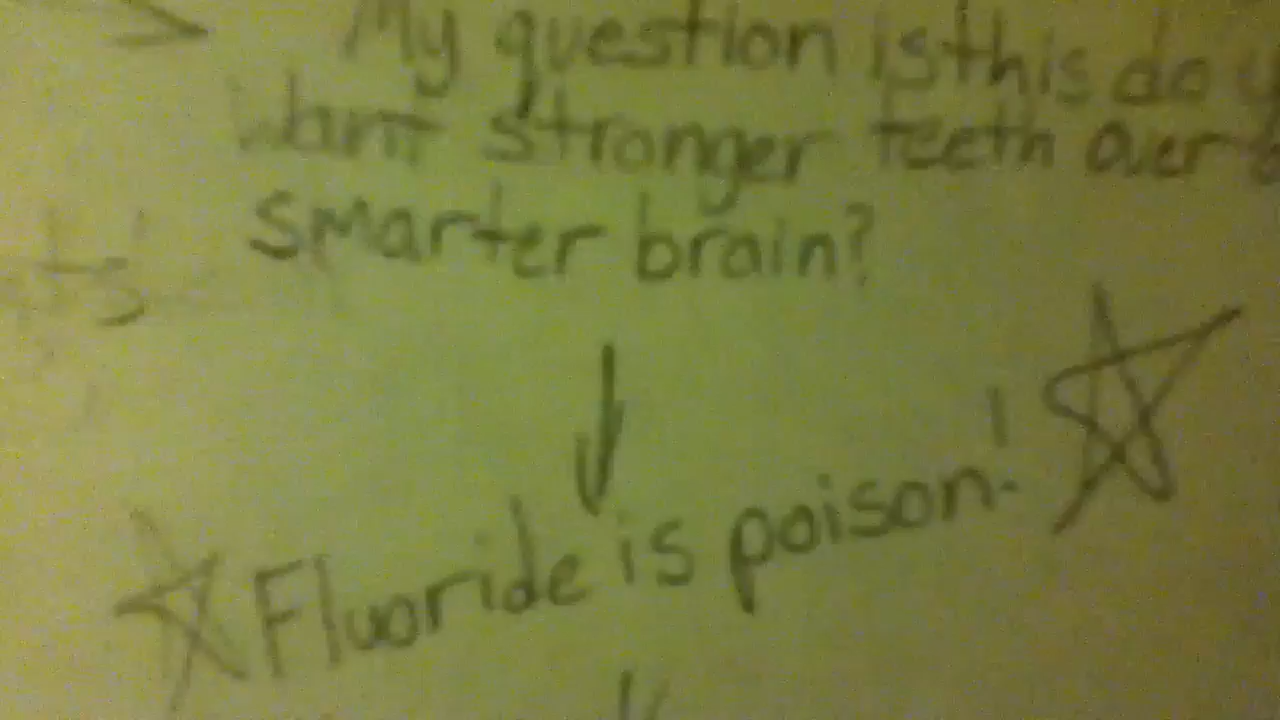 My question is this do
want stronger teeth over
smarter brain?
Fluoride is poison!